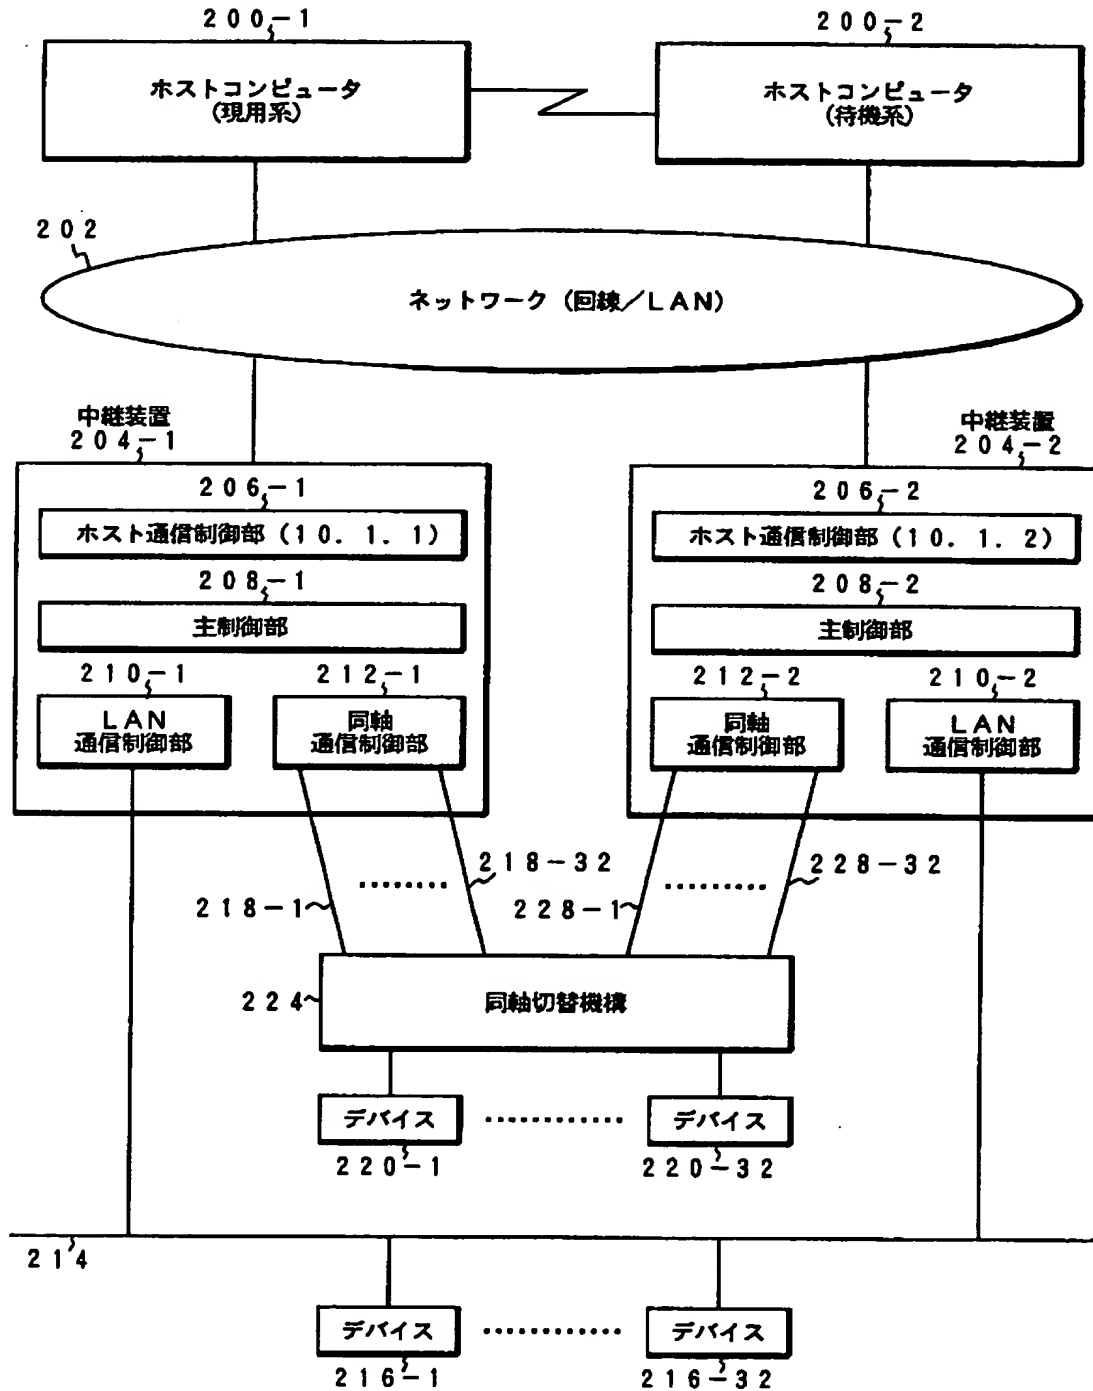 200-1
200-2
ホストコンピュータ
(現用系)
ホストコンピュータ
(待機系)
202
ネットワーク (回線/LAN)
中継装置
204-1
中継装置
204-2
206-1
206-2
ホスト通信制御部 (10. 1. 1)
ホスト通信制御部 (10. 1. 2)
208-1
208-2
主制御部
主制御部
210-1
212-1
212-2
210-2
LAN
通信制御部
同軸
通信制御部
同軸
通信制御部
LAN
通信制御部
218-32
228-32
218-1
228-1
224
同軸切替機構
デバイス
デバイス
220-1
220-32
214
デバイス
デバイス
216-1
216-32